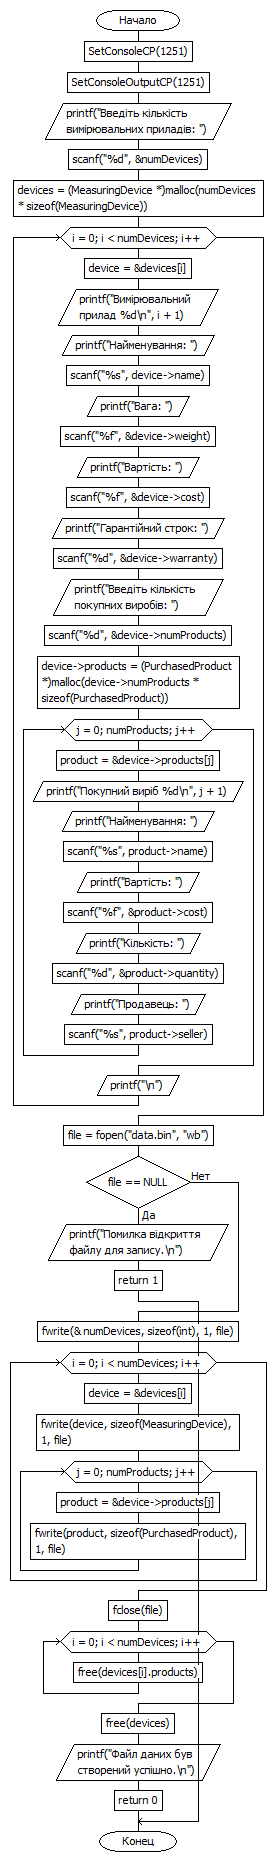 Начало
SetConsoleCP(1251)
SetConsoleOutputCP(1251)
printf("Введіть кількість
вимірювальних приладів: ")
scanf("%d", &numDevices)
devices = (MeasuringDevice *)malloc(numDevices
* sizeof(MeasuringDevice))
i = 0; i < numDevices; i++
device = &devices[i]
printf("Вимірювальний
прилад %d\n", i + 1)
printf("Найменування: ")
scanf("%s", device->name)
printf("Вага: ")
scanf("%f", &device->weight)
printf("Вартість: ")
scanf("%f", &device->cost)
printf("Гарантійний строк: ")
scanf("%d", &device->warranty)
printf("Введіть кількість
покупних виробів: ")
scanf("%d", &device->numProducts)
device->products = (PurchasedProduct
*)malloc(device->numProducts *
sizeof(PurchasedProduct))
j = 0; numProducts; j++
product = &device->products[j]
printf("Покупний виріб %d\n", j + 1)
printf("Найменування: ")
scanf("%s", product->name)
printf("Вартість: ")
scanf("%f", &product->cost)
printf("Кількість: ")
scanf("%d", &product->quantity)
printf("Продавець: ")
scanf("%s", product->seller)
printf("\n")
file = fopen("data.bin", "wb")
file == NULL
Нет
Да
printf("Помилка відкриття
файлу для запису.\n")
return 1
fwrite(& numDevices, sizeof(int), 1, file)
i = 0; i < numDevices; i++
device = &devices[i]
fwrite(device, sizeof(MeasuringDevice),
1, file)
j = 0; numProducts; j++
product = &device->products[j]
fwrite(product, sizeof(PurchasedProduct),
1, file)
fclose(file)
i = 0; i < numDevices; i++
free(devices[i].products)
free(devices)
printf("Файл даних був
створений успішно.\n")
return 0
Конец